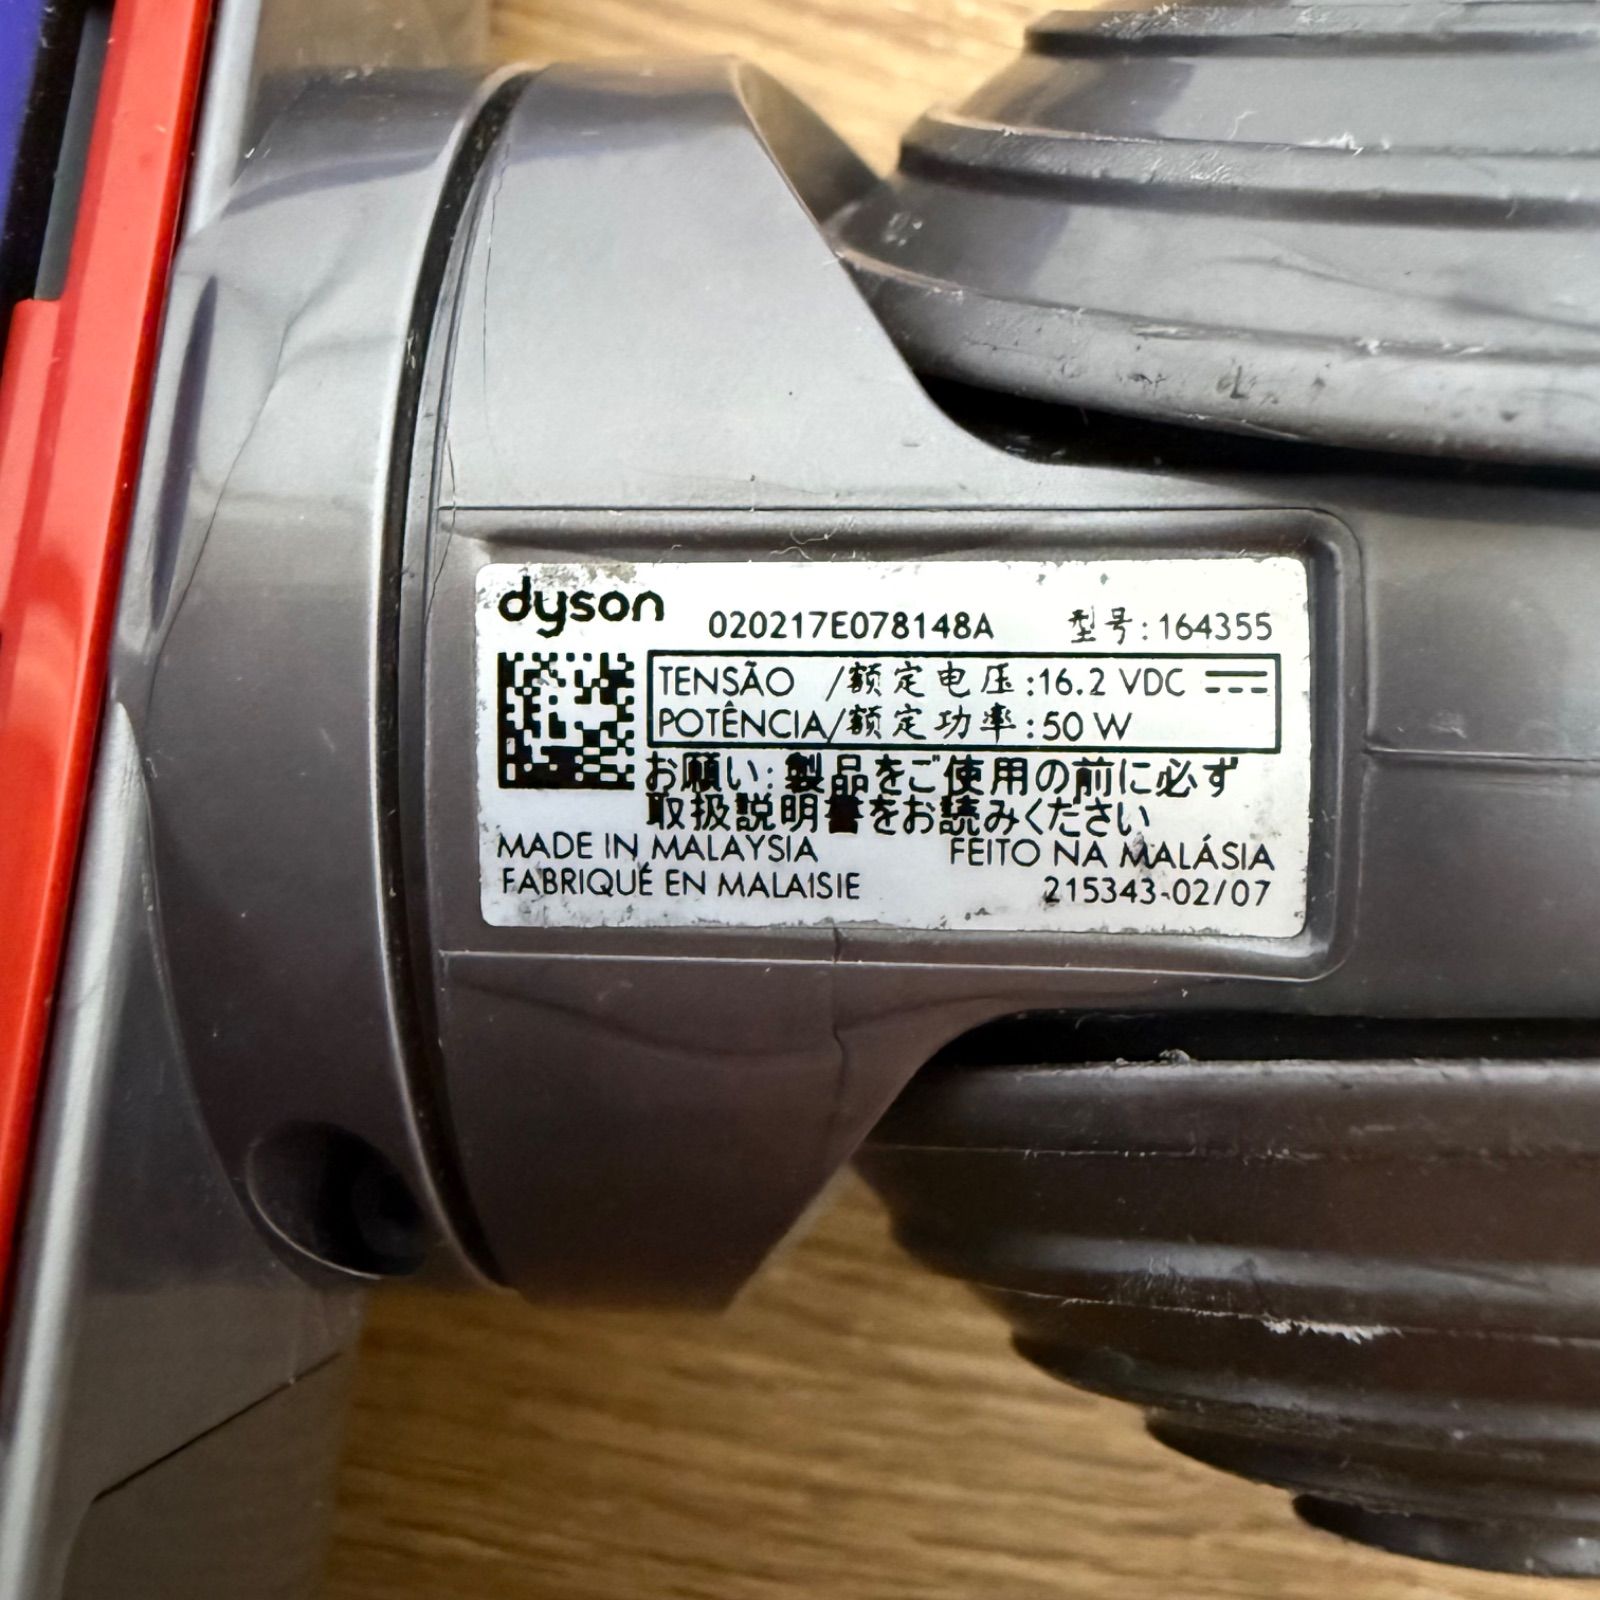 dyson 020217E078148A 型号:164355
TENSÃO /额定电压:16.2 VDC
POTÊNCIA/额定功率:50 W
お願い:製品をご使用の前に必ず
取扱説明書をお読みください
MADE IN MALAYSIA FEITO NA MALÁSIA
FABRIQUÉ EN MALAISIE 215343-02/07